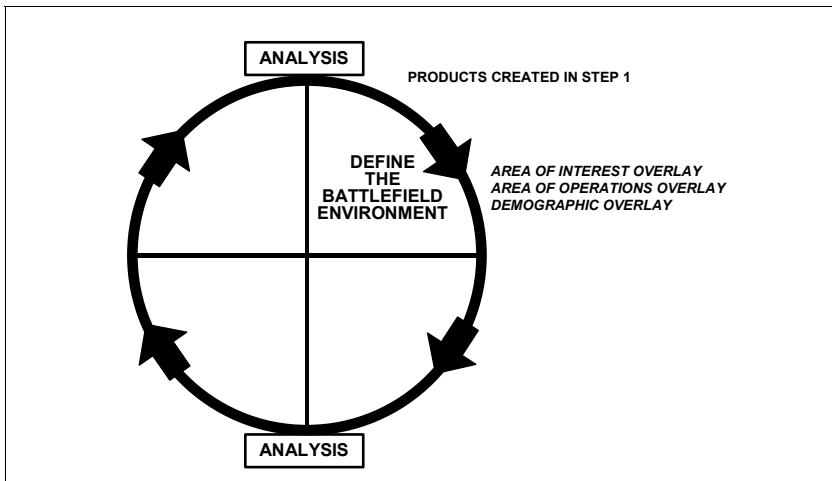 ANALYSIS
PRODUCTS CREATED IN STEP 1
DEFINE
THE
BATTLEFIELD
ENVIRONMENT
AREA OF INTEREST OVERLAY
AREA OF OPERATIONS OVERLAY
DEMOGRAPHIC OVERLAY
ANALYSIS